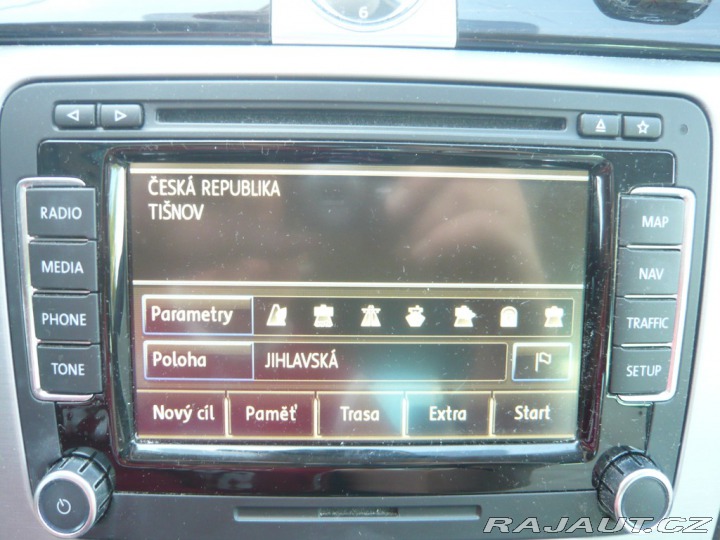 6
ČESKÁ REPUBLIKA
TIŠNOV
RADIO
MEDIA
PHONE
TONE
MAP
NAV
TRAFFIC
SETUP
Parametry
Poloha JIHLAVSKÁ
Nový cíl Paměť Trasa Extra Start
RAJAUT.CZ